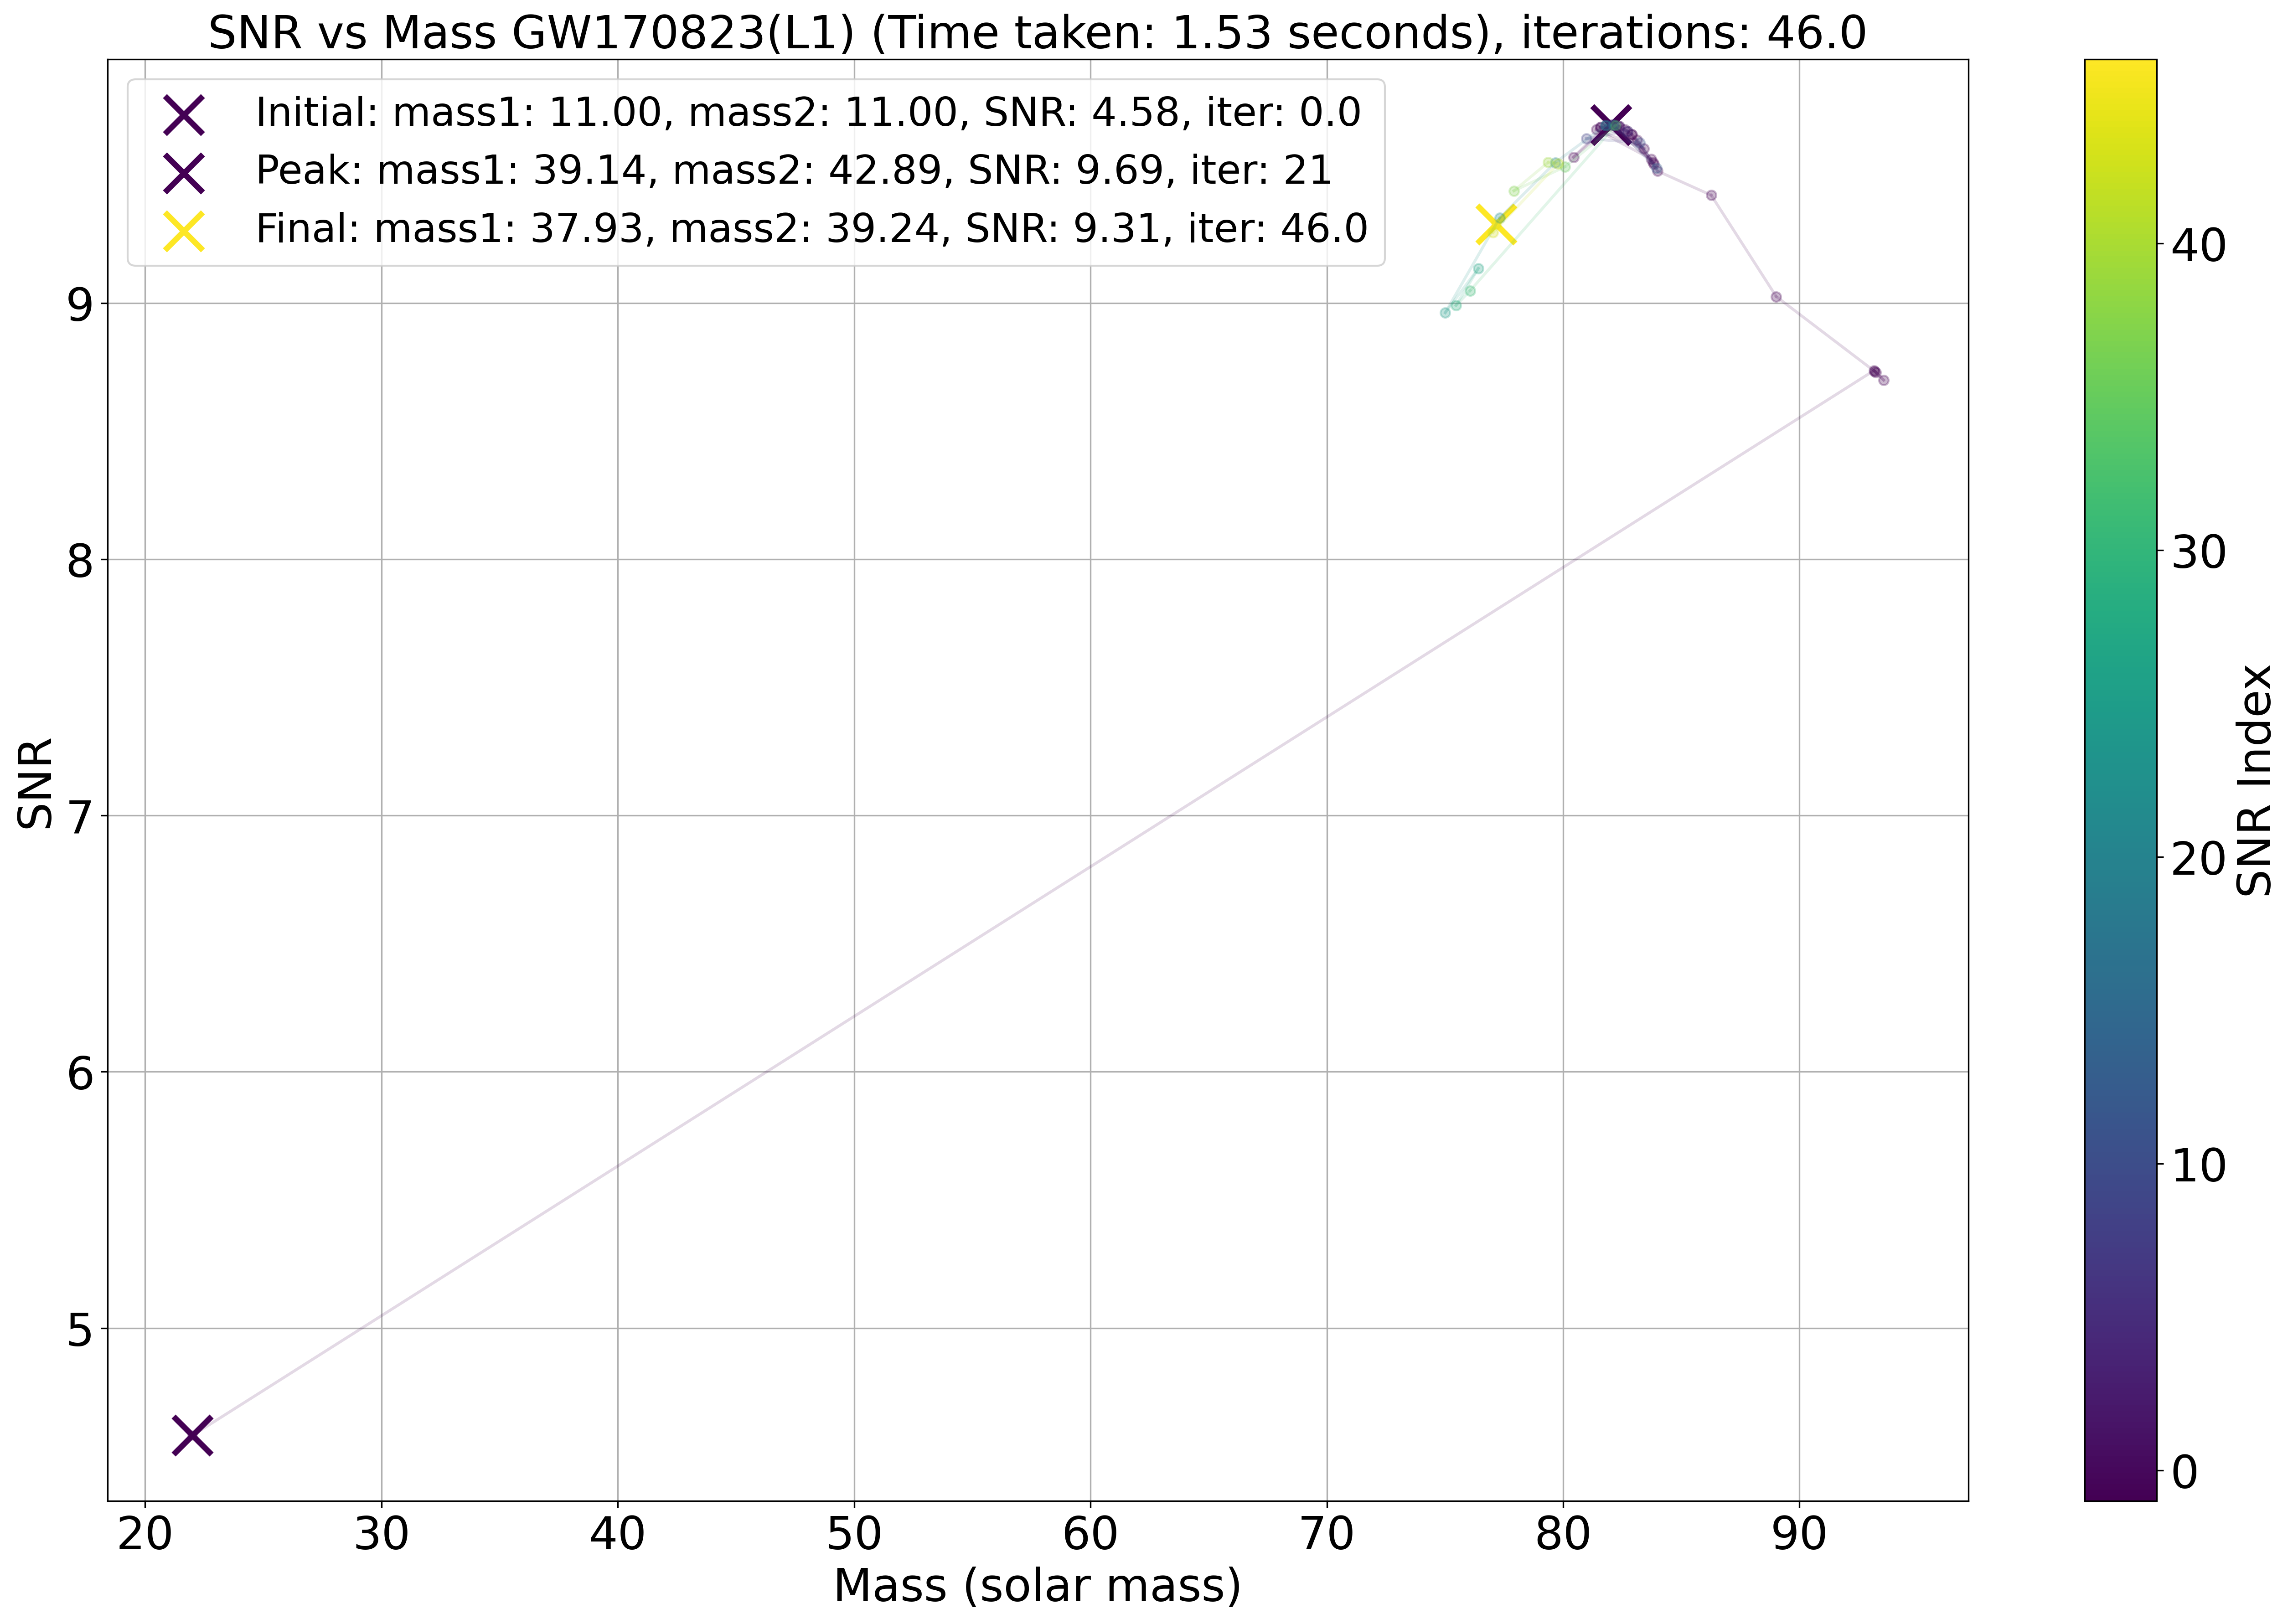 SNR vs Mass GW170823(L1) (Time taken: 1.53 seconds), iterations: 46.0
Initial: mass1: 11.00, mass2: 11.00, SNR: 4.58, iter: 0.0
Peak: mass1: 39.14, mass2: 42.89, SNR: 9.69, iter: 21
Final: mass1: 37.93, mass2: 39.24, SNR: 9.31, iter: 46.0
9
8
7
6
5
SNR
20 30 40 50 60 70 80 90
Mass (solar mass)
40
30
20
10
0
SNR Index